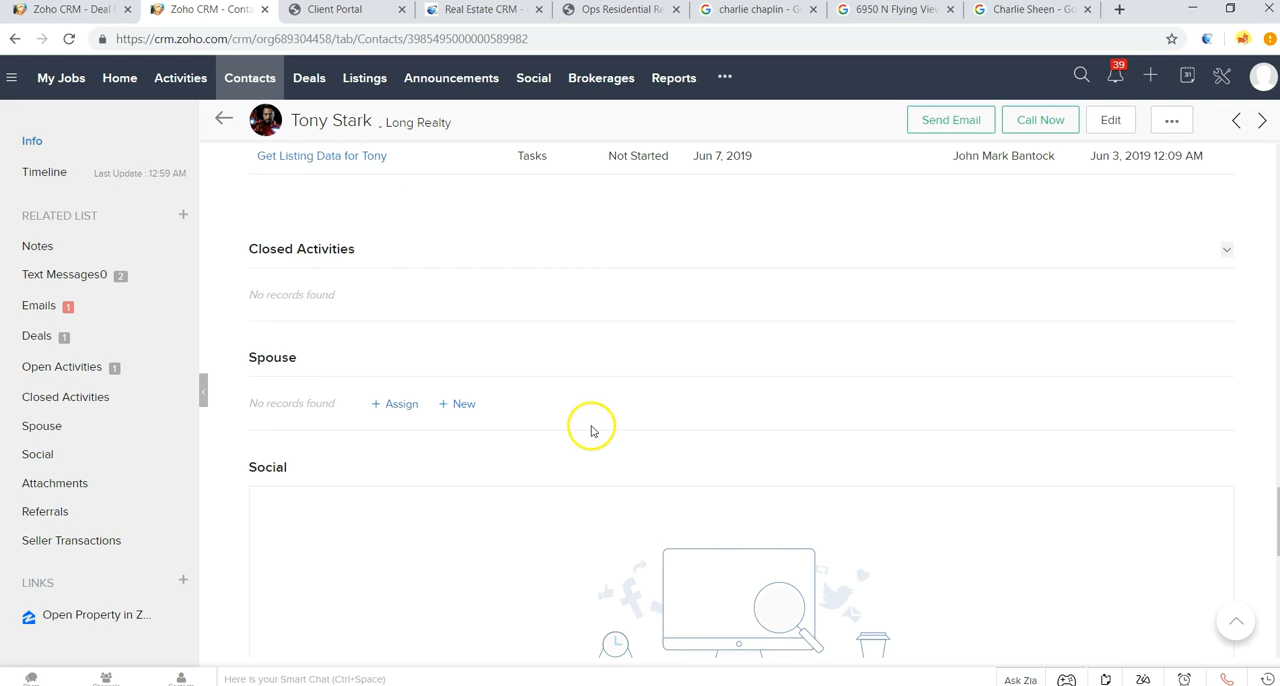 Zoho CRM - Deal D
Zoho CRM - Conta
Client Portal
Real Estate CRM -
Ops Residential Re
charlie chaplin - G
6950 N Flying View
Charlie Sheen - Go
https://crm.zoho.com/crm/org689304458/tab/Contacts/3985495000000589982
My Jobs Home Activities Contacts Deals Listings Announcements Social Brokerages Reports ••• 39 31
Tony Stark - Long Realty Send Email Call Now Edit •••
Info
Timeline Last Update : 12:59 AM
RELATED LIST +
Notes
Text Messages0 2
Emails 1
Deals 1
Open Activities 1
Closed Activities
Spouse
Social
Attachments
Referrals
Seller Transactions
LINKS +
Open Property in Z...
Get Listing Data for Tony Tasks Not Started Jun 7, 2019 John Mark Bantock Jun 3, 2019 12:09 AM
Closed Activities
No records found
Spouse
No records found + Assign + New
Social
Here is your Smart Chat (Ctrl+Space) Ask Zia